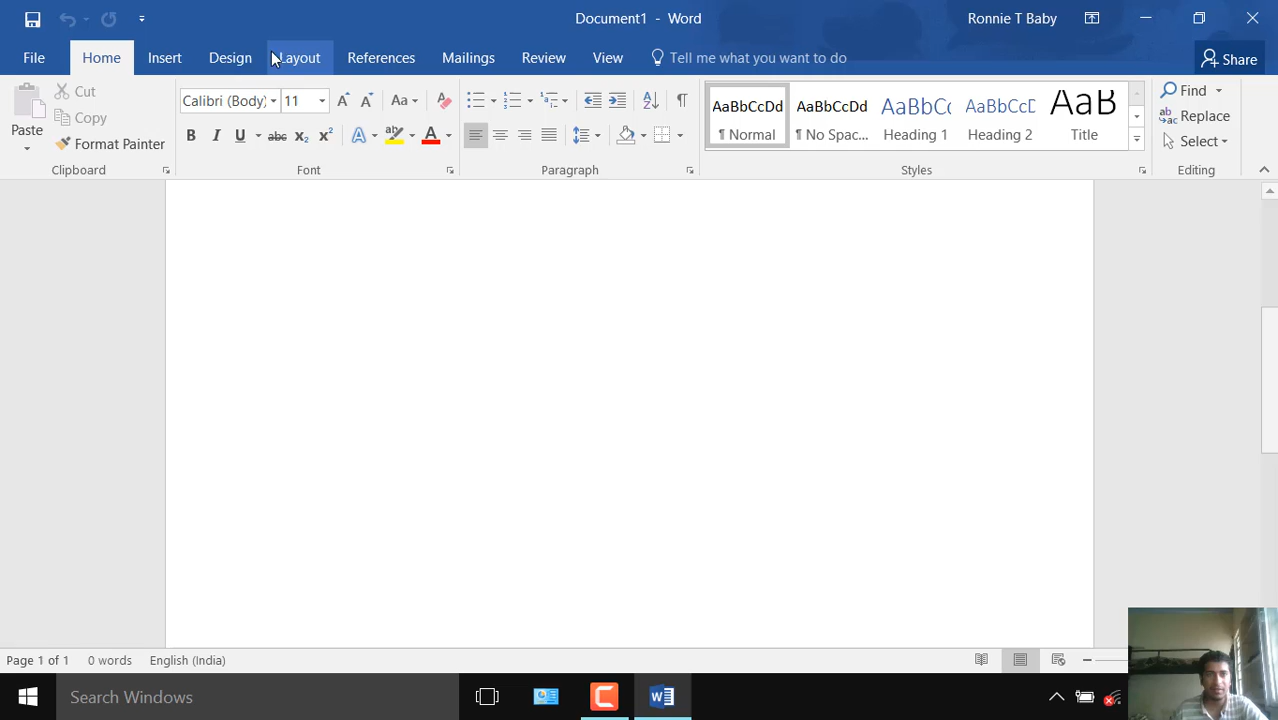 Document1 - Word
Ronnie T Baby
File Home Insert Design Layout References Mailings Review View Tell me what you want to do Share
Paste
Cut
Copy
Format Painter
Clipboard
Calibri (Body) 11 Aa
B I U abc X₂ X² A ab A
Font
Paragraph
AaBbCcDd
¶ Normal
AaBbCcDd
¶ No Spac...
AaBbCc
Heading 1
AaBbCcD
Heading 2
AaB
Title
Styles
Find
Replace
Select
Editing
Page 1 of 1 0 words English (India)
Search Windows